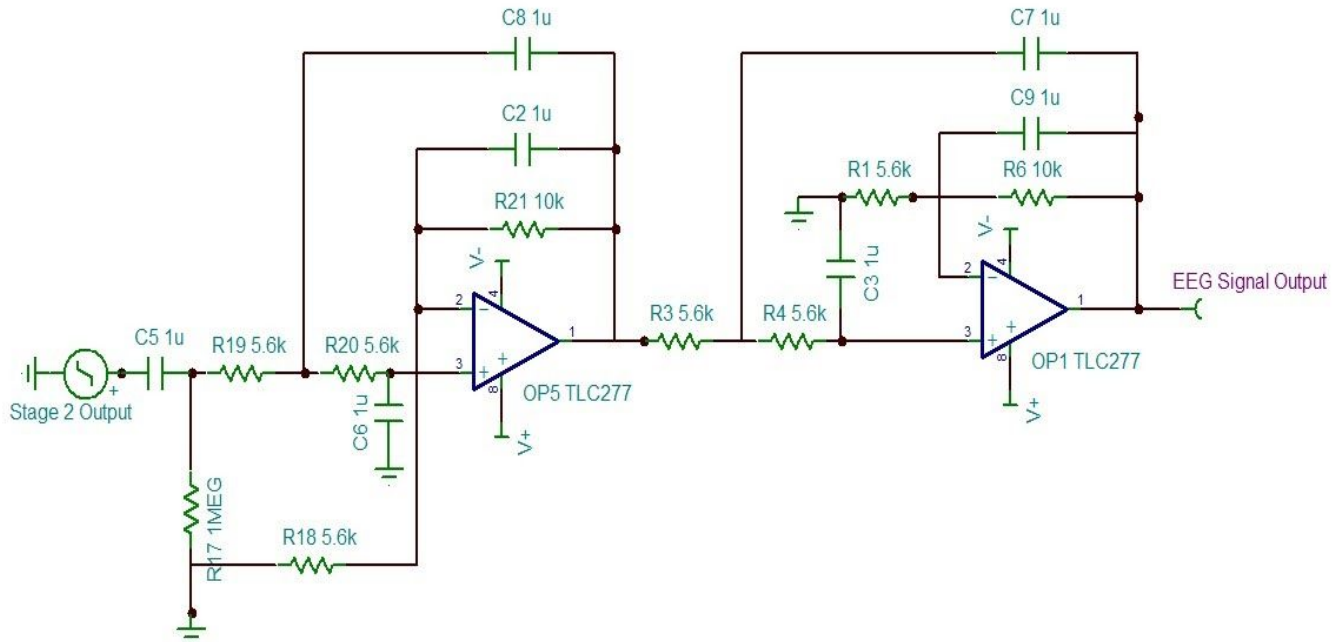 C8 1u
C7 1u
C2 1u
C9 1u
R1 5.6k
R6 10k
R21 10k
V-
4
V-
4
C3 1u
2
1
EEG Signal Output
3
8
OP1 TLC277
V+
2
1
3
8
OP5 TLC277
V+
R3 5.6k
R4 5.6k
C5 1u
R19 5.6k
R20 5.6k
+
Stage 2 Output
C6 1u
R17 1MEG
R18 5.6k